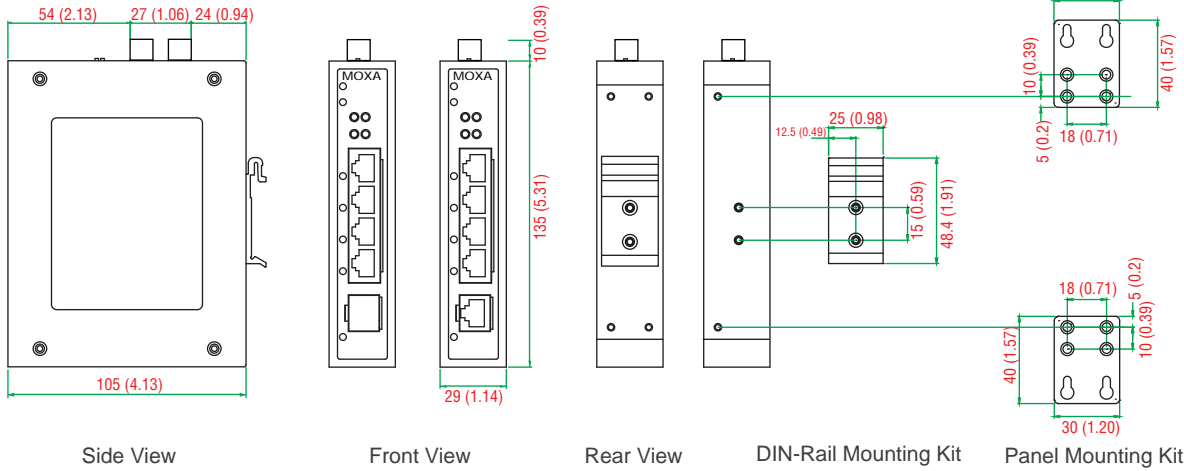 54 (2.13)
27 (1.06)
24 (0.94)
105 (4.13)
Side View
MOXA
MOXA
10 (0.39)
135 (5.31)
29 (1.14)
Front View
Rear View
25 (0.98)
12.5 (0.49)
15 (0.59)
48.4 (1.91)
DIN-Rail Mounting Kit
10 (0.39)
40 (1.57)
5 (0.2)
18 (0.71)
18 (0.71)
5 (0.2)
10 (0.39)
40 (1.57)
30 (1.20)
Panel Mounting Kit